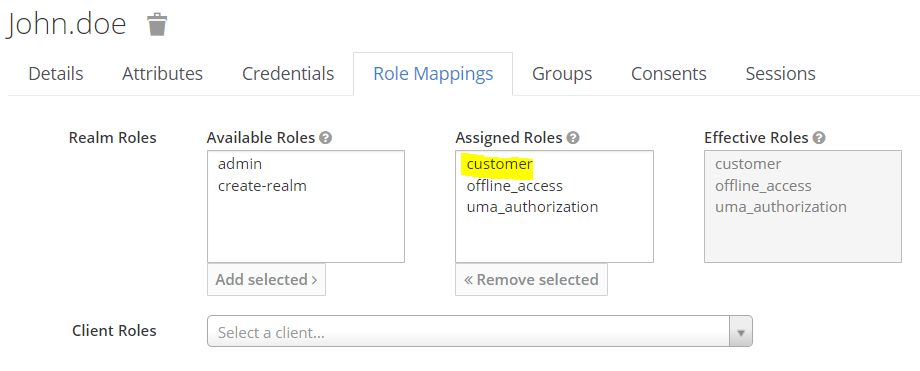 John.doe
Details Attributes Credentials Role Mappings Groups Consents Sessions
Realm Roles Available Roles ? Assigned Roles ? Effective Roles ?
admin customer customer
create-realm offline_access offline_access
uma_authorization uma_authorization
Add selected › « Remove selected
Client Roles Select a client...